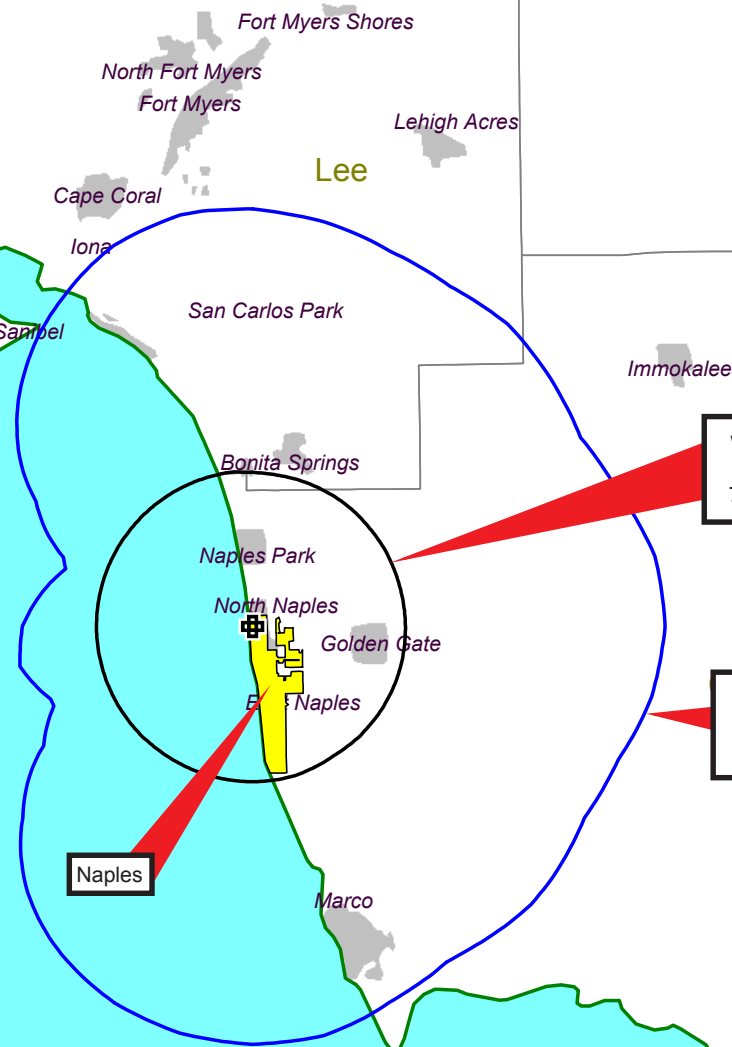 Fort Myers Shores
North Fort Myers
Fort Myers
Lehigh Acres
Lee
Cape Coral
Iona
San Carlos Park
Sanibel
Immokalee
Bonita Springs
Naples Park
North Naples
Golden Gate
Naples
Naples
Marco